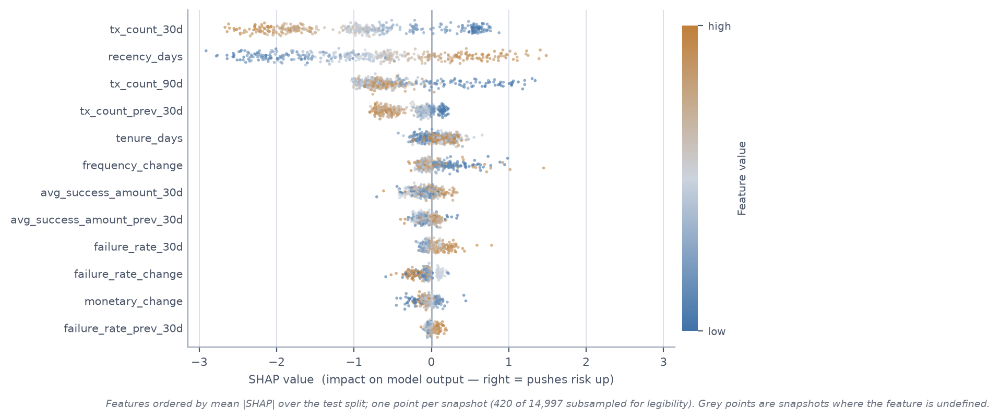 tx_count_30d
recency_days
tx_count_90d
tx_count_prev_30d
tenure_days
frequency_change
avg_success_amount_30d
avg_success_amount_prev_30d
failure_rate_30d
failure_rate_change
monetary_change
failure_rate_prev_30d
−3 −2 −1 0 1 2 3
SHAP value (impact on model output — right = pushes risk up)
high
Feature value
low
Features ordered by mean |SHAP| over the test split; one point per snapshot (420 of 14,997 subsampled for legibility). Grey points are snapshots where the feature is undefined.